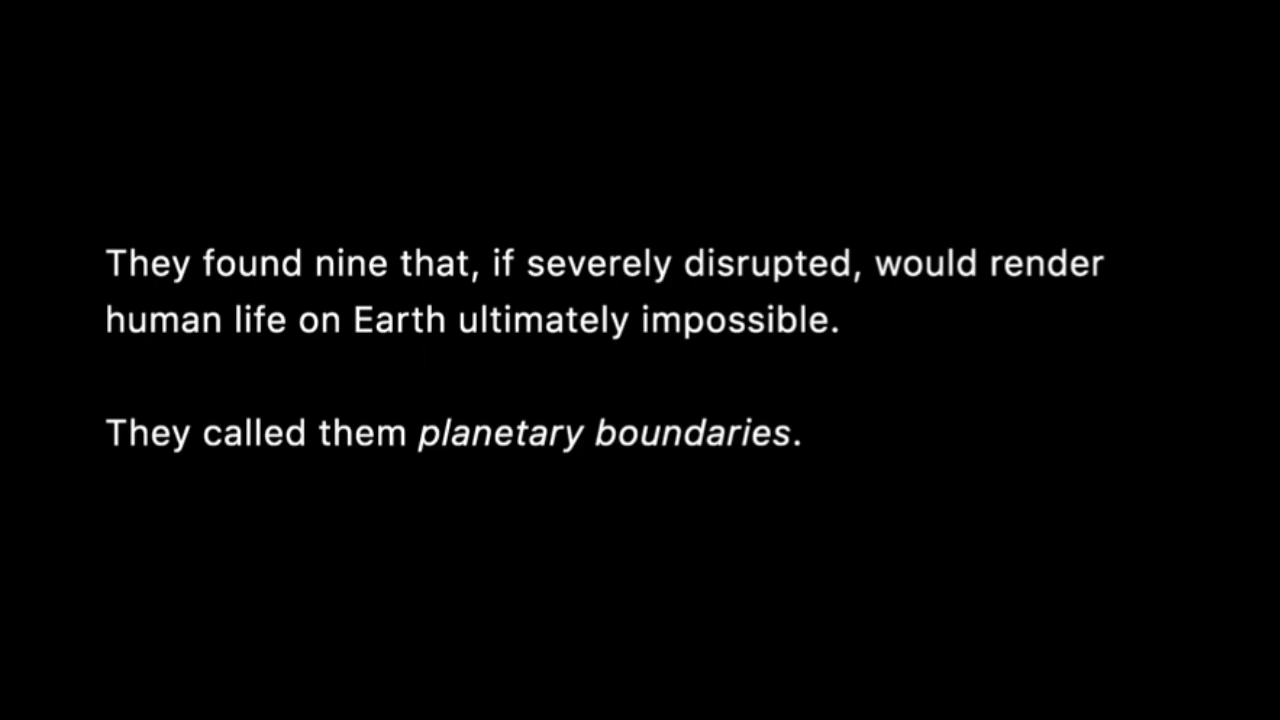 They found nine that, if severely disrupted, would render
human life on Earth ultimately impossible.
They called them planetary boundaries.